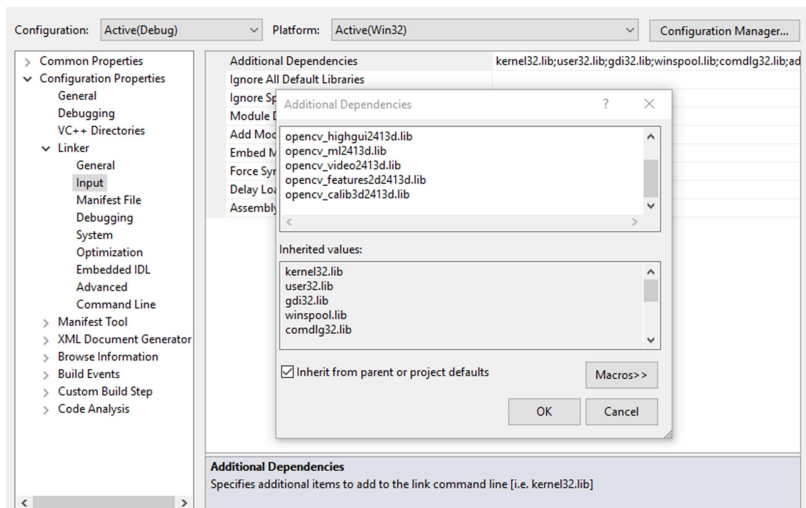 Configuration: Active(Debug) Platform: Active(Win32) Configuration Manager...
Common Properties
Configuration Properties
General
Debugging
VC++ Directories
Linker
General
Input
Manifest File
Debugging
System
Optimization
Embedded IDL
Advanced
Command Line
Manifest Tool
XML Document Generator
Browse Information
Build Events
Custom Build Step
Code Analysis
Additional Dependencies kernel32.lib;user32.lib;gdi32.lib;winspool.lib;comdlg32.lib;ad
Ignore All Default Libraries
Ignore Sp
Module D
Add Mod
Embed M
Force Syr
Delay Loa
Assembly
Additional Dependencies ?
opencv_highgui2413d.lib
opencv_ml2413d.lib
opencv_video2413d.lib
opencv_features2d2413d.lib
opencv_calib3d2413d.lib
Inherited values:
kernel32.lib
user32.lib
gdi32.lib
winspool.lib
comdlg32.lib
Inherit from parent or project defaults
Macros>>
OK Cancel
Additional Dependencies
Specifies additional items to add to the link command line [i.e. kernel32.lib]